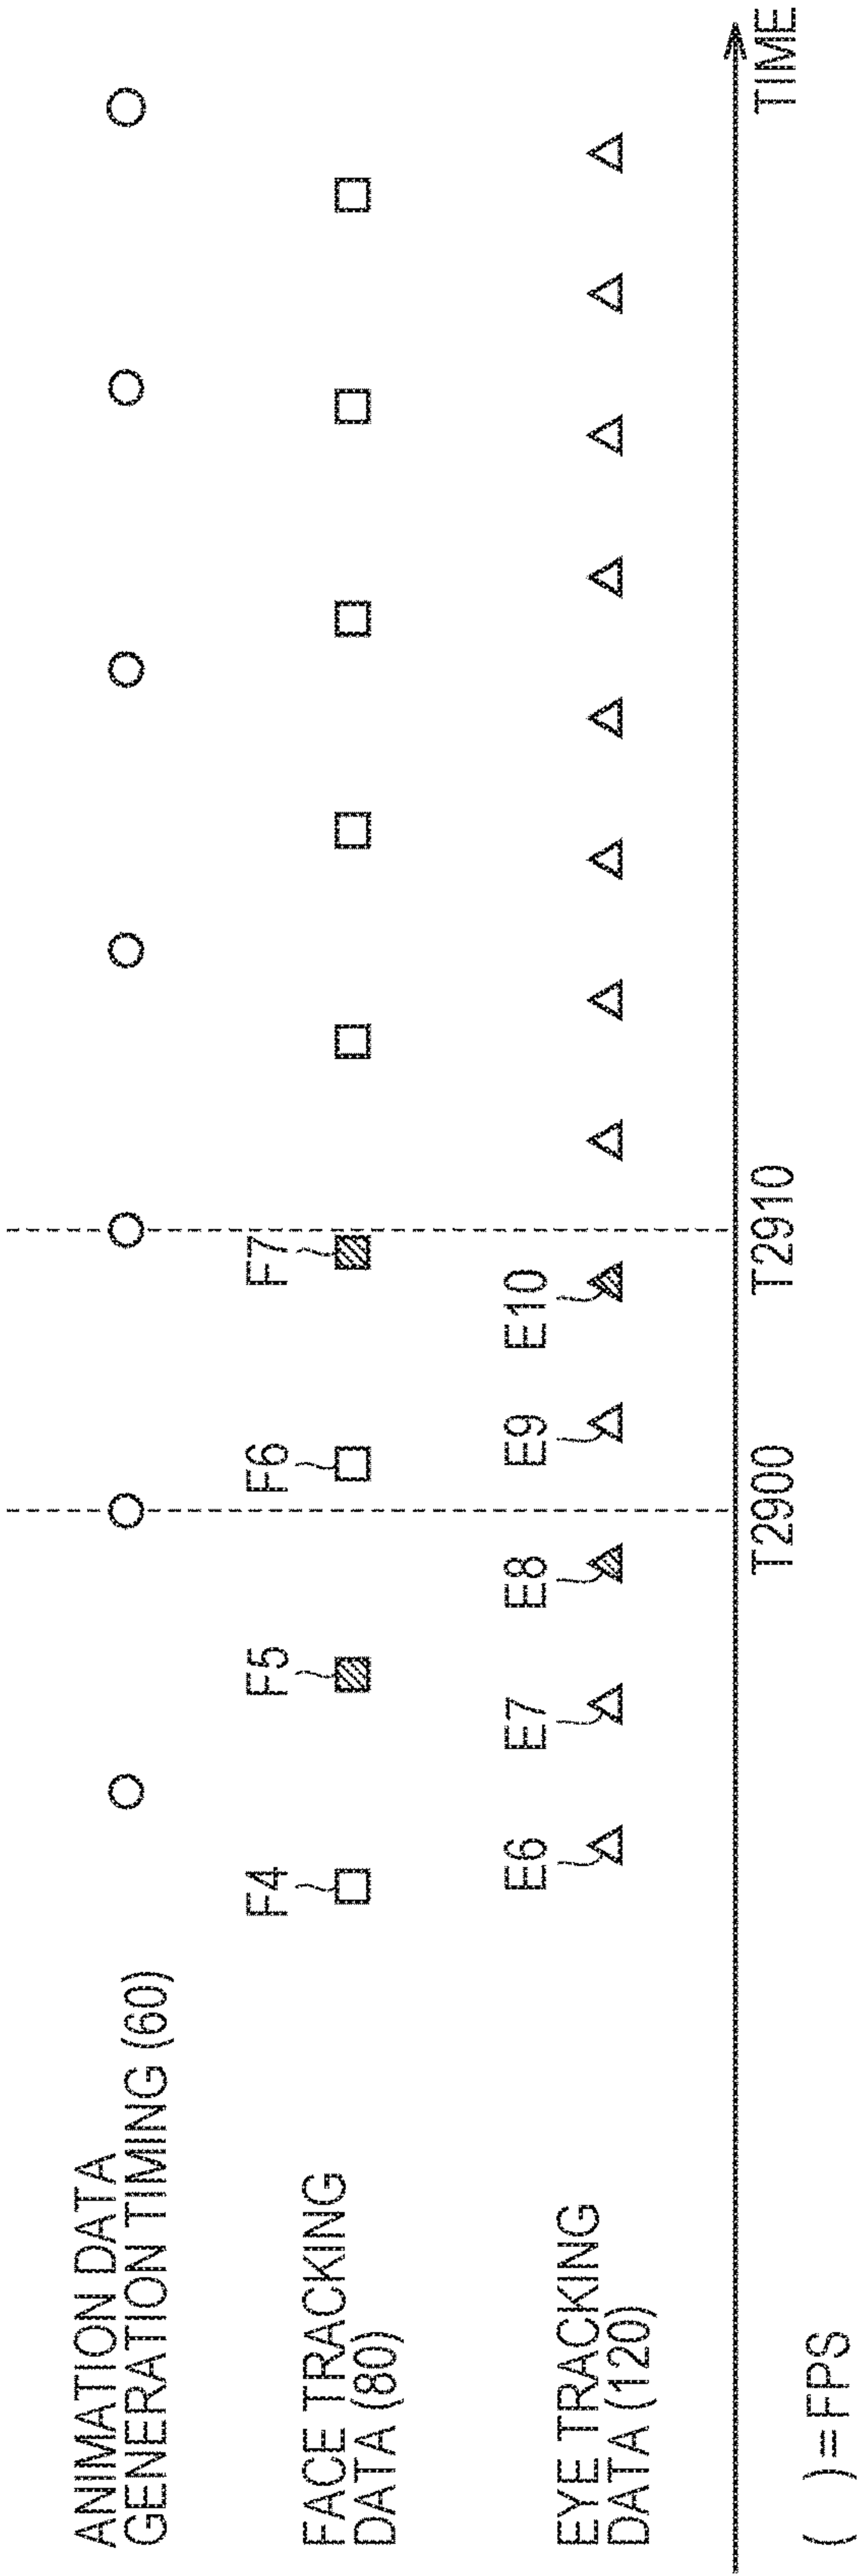 ANIMATION DATA
GENERATION TIMING (60)
FACE TRACKING
DATA (80)
F4
F5
F6
F7
EYE TRACKING
DATA (120)
E6
E7
E8
E9
E10
T2900
T2910
TIME
( ) = FPS